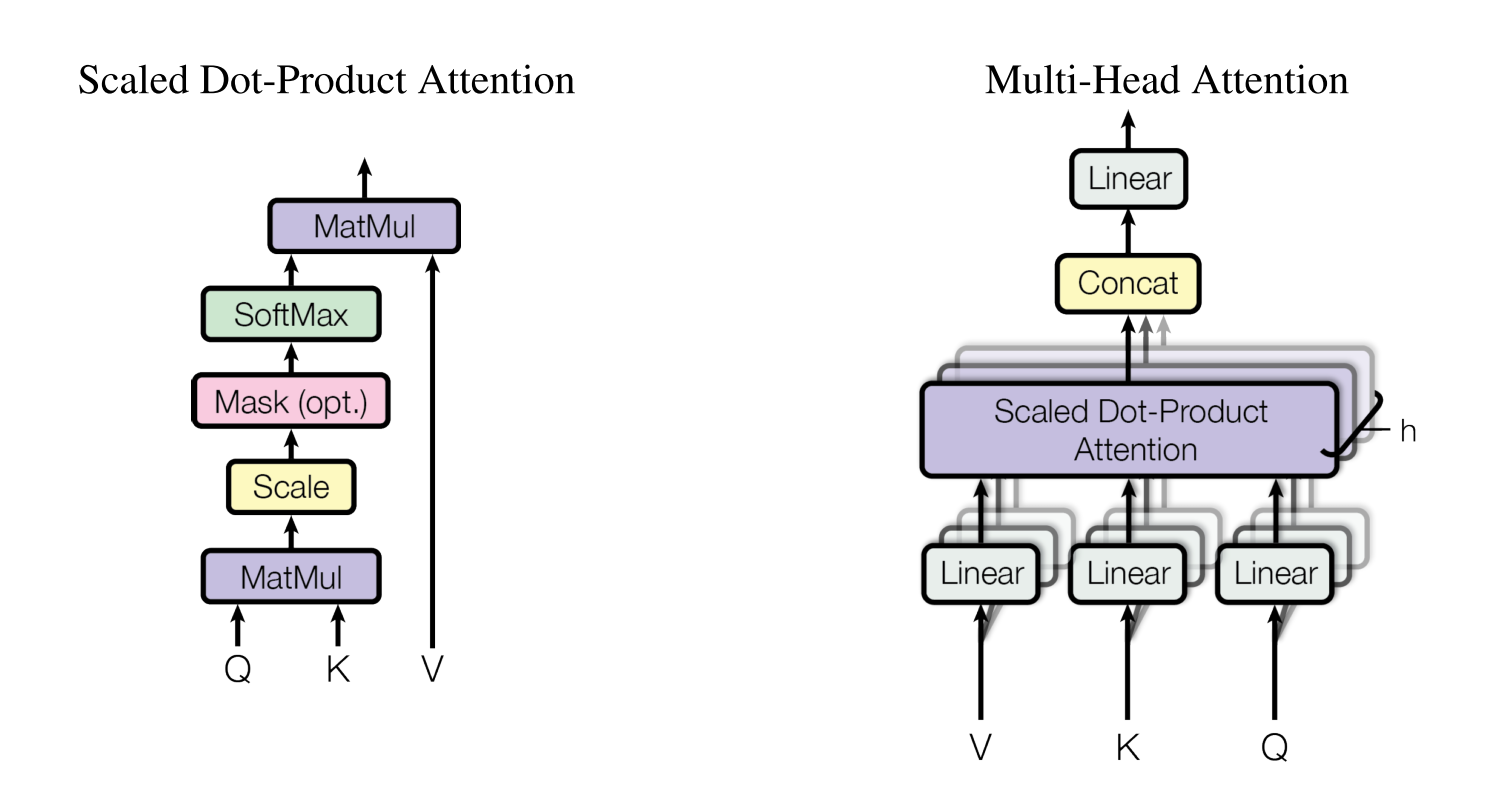 Scaled Dot-Product Attention
MatMul
SoftMax
Mask (opt.)
Scale
MatMul
Q K V
Multi-Head Attention
Linear
Concat
Scaled Dot-Product
Attention
h
Linear Linear Linear
V K Q